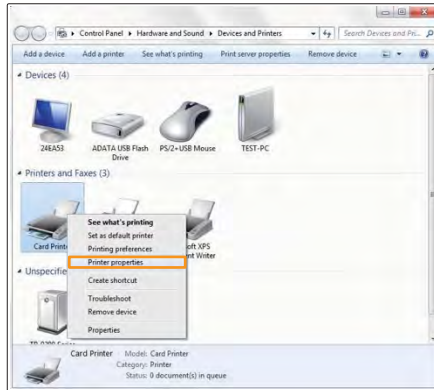 Control Panel ▸ Hardware and Sound ▸ Devices and Printers
Search Devices and Pri...
Add a device Add a printer See what's printing Print server properties Remove device
Devices (4)
24EA53 ADATA USB Flash Drive PS/2+USB Mouse TEST-PC
Printers and Faxes (3)
Card Printe
oft XPS
nt Writer
See what's printing
Set as default printer
Printing preferences
Printer properties
Create shortcut
Troubleshoot
Remove device
Properties
Unspecifie
Card Printer Model: Card Printer
Category: Printer
Status: 0 document(s) in queue